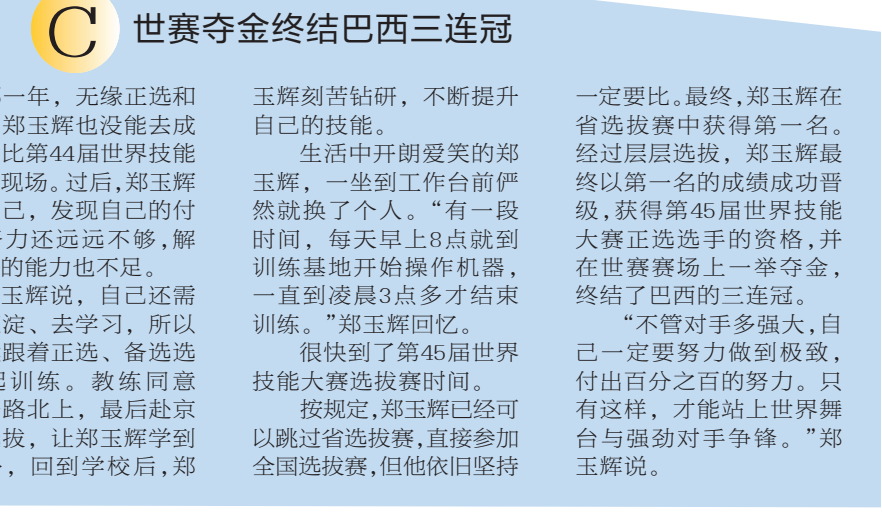 C 世赛夺金终结巴西三连冠
一年，无缘正选和
郑玉辉也没能去成
比第44届世界技能
现场。过后,郑玉辉
己，发现自己的付
力还远远不够,解
的能力也不足。
玉辉说，自己还需
淀、去学习，所以
跟着正选、备选选
训练。教练同意
路北上，最后赴京
拔，让郑玉辉学到
，回到学校后,郑
玉辉刻苦钻研，不断提升
自己的技能。
生活中开朗爱笑的郑
玉辉，一坐到工作台前俨
然就换了个人。“有一段
时间，每天早上8点就到
训练基地开始操作机器，
一直到凌晨3点多才结束
训练。”郑玉辉回忆。
很快到了第45届世界
技能大赛选拔赛时间。
按规定,郑玉辉已经可
以跳过省选拔赛,直接参加
全国选拔赛,但他依旧坚持
一定要比。最终,郑玉辉在
省选拔赛中获得第一名。
经过层层选拔，郑玉辉最
终以第一名的成绩成功晋
级,获得第45届世界技能
大赛正选选手的资格,并
在世赛赛场上一举夺金，
终结了巴西的三连冠。
“不管对手多强大,自
己一定要努力做到极致，
付出百分之百的努力。只
有这样，才能站上世界舞
台与强劲对手争锋。”郑
玉辉说。